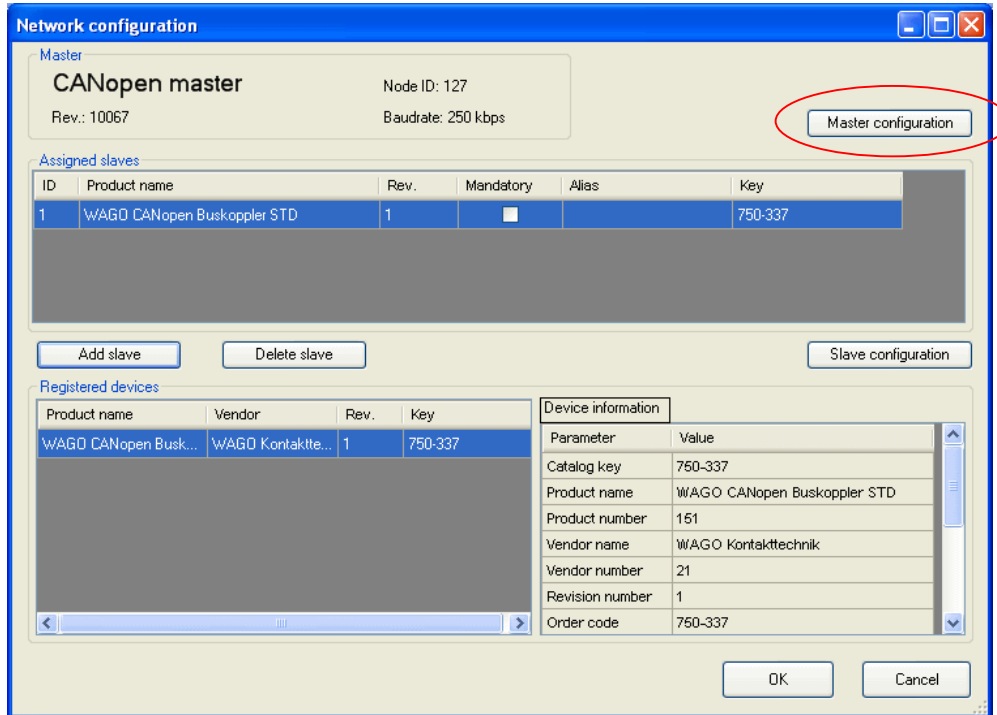 Network configuration
Master
CANopen master
Node ID: 127
Rev.: 10067
Baudrate: 250 kbps
Master configuration
Assigned slaves
ID Product name Rev. Mandatory Alias Key
1 WAGO CANopen Buskoppler STD 1 750-337
Add slave Delete slave Slave configuration
Registered devices
Product name Vendor Rev. Key
WAGO CANopen Busk... WAGO Kontaktte... 1 750-337
Device information
Parameter Value
Catalog key 750-337
Product name WAGO CANopen Buskoppler STD
Product number 151
Vendor name WAGO Kontakttechnik
Vendor number 21
Revision number 1
Order code 750-337
OK Cancel